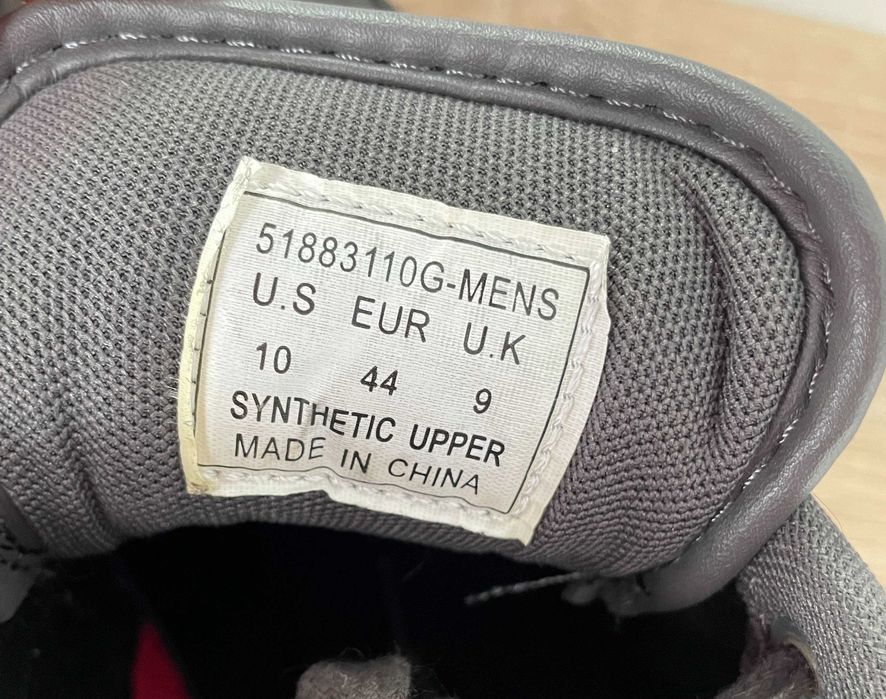 51883110G-MENS
U.S EUR U.K
10 44 9
SYNTHETIC UPPER
MADE IN CHINA